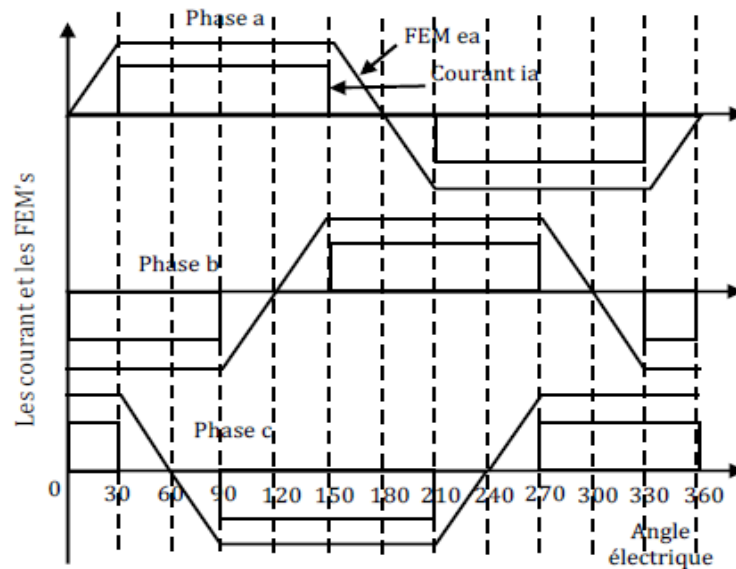 Phase a
FEM ea
Courant ia
Les courant et les FEM's
Phase b
Phase c
0 30 60 90 120 150 180 210 240 270 300 330 360
Angle
électrique